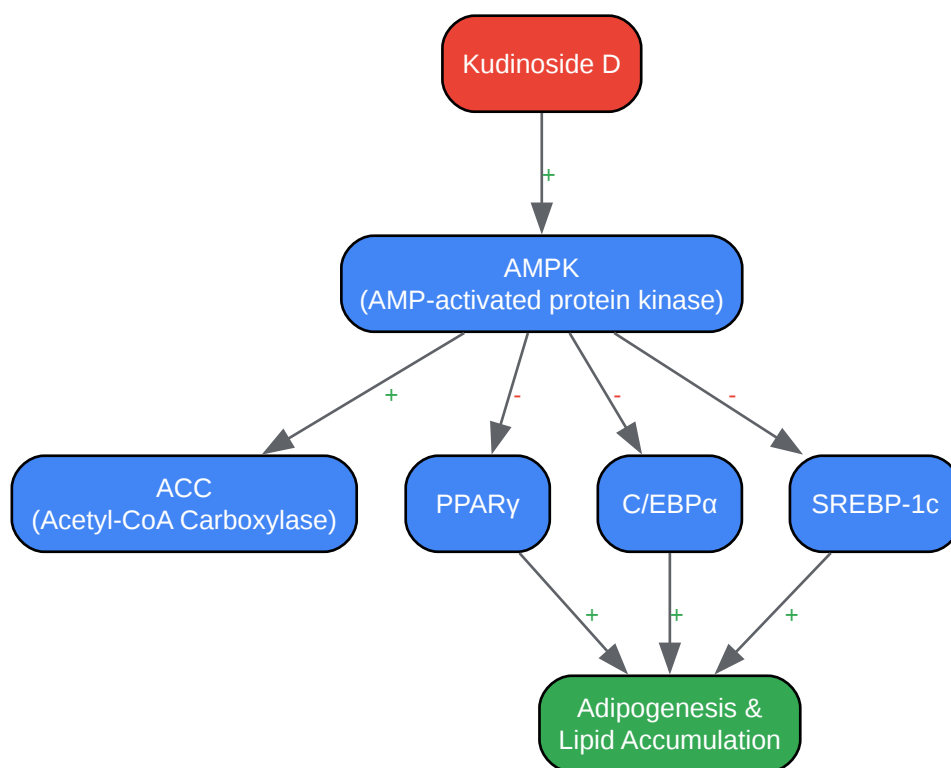 Kudinoside D
+
AMPK
(AMP-activated protein kinase)
+
-
-
-
ACC
(Acetyl-CoA Carboxylase)
PPARγ
C/EBPα
SREBP-1c
+
+
+
Adipogenesis &
Lipid Accumulation